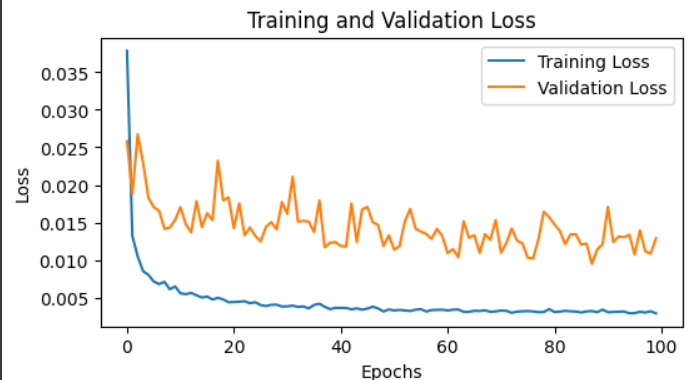 Training and Validation Loss
Training Loss
Validation Loss
0.035
0.030
0.025
0.020
0.015
0.010
0.005
Loss
0 20 40 60 80 100
Epochs